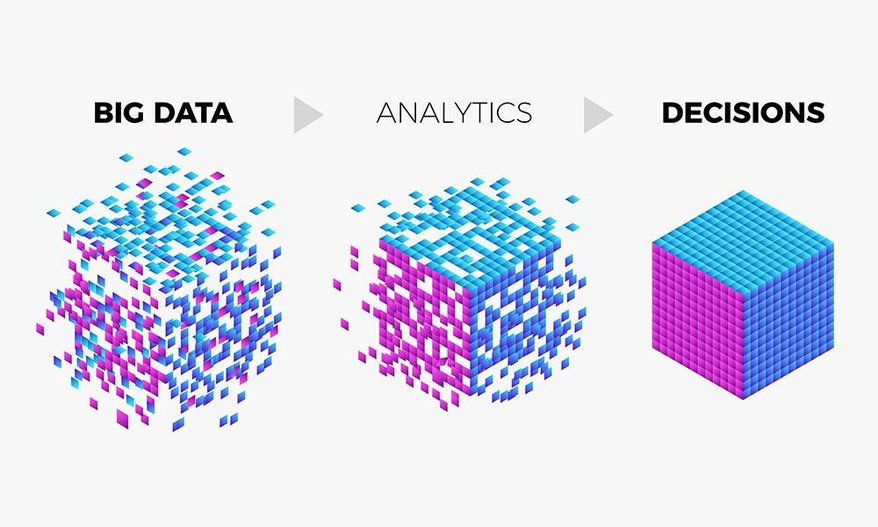 BIG DATA
ANALYTICS
DECISIONS